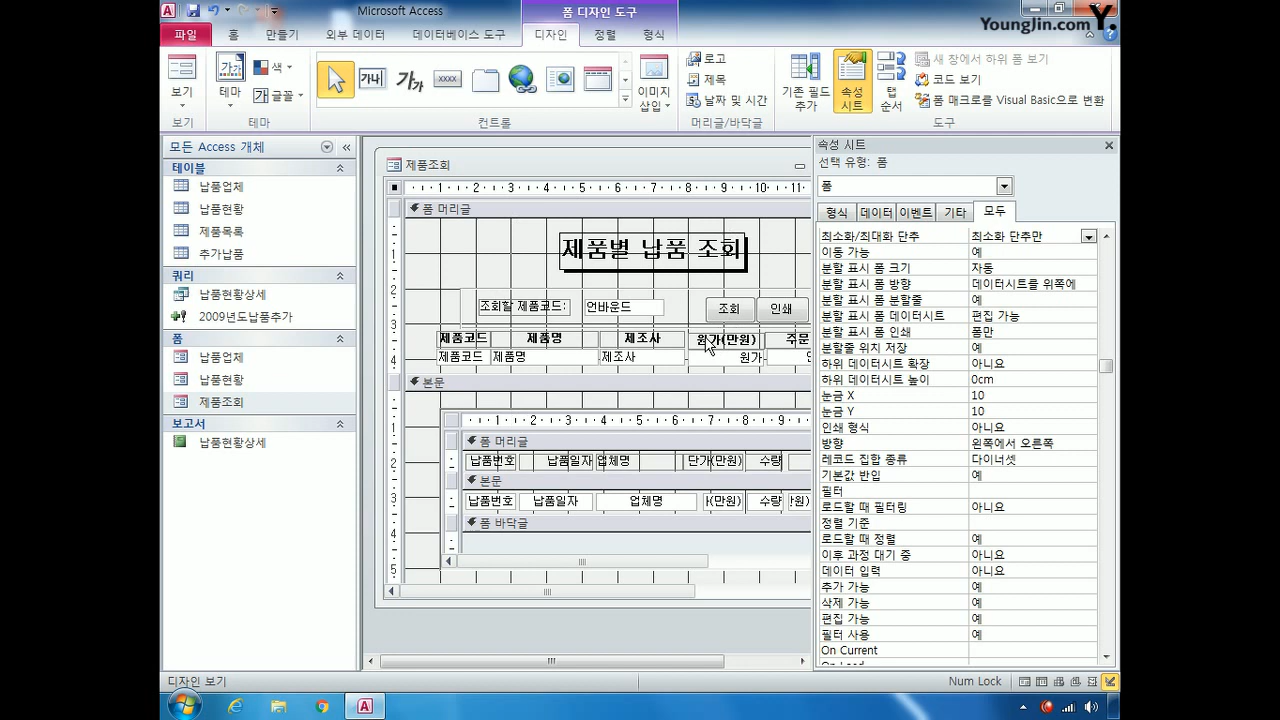 Microsoft Access
폼 디자인 도구
YoungJin.com Y.
파일 홈 만들기 외부 데이터 데이터베이스 도구 디자인 정렬 형식
보기
보기
테마
색
글꼴
테마
가나
가가
xxxx
이미지 삽입
컨트롤
로고
제목
날짜 및 시간
머리글/바닥글
기존 필드 추가
속성 시트
탭 순서
새 창에서 하위 폼 보기
코드 보기
폼 매크로를 Visual Basic으로 변환
도구
모든 Access 개체
테이블
납품업체
납품현황
제품목록
추가납품
쿼리
납품현황상세
2009년도납품추가
폼
납품업체
납품현황
제품조회
보고서
납품현황상세
제품조회
1 2 3 4 5 6 7 8 9 10 11
폼 머리글
제품별 납품 조회
조회할 제품코드: 언바운드 조회 인쇄
제품코드 제품명 제조사 원가(만원) 주문
제품코드 제품명 제조사 원가
본문
1 2 3 4 5 6 7 8 9
폼 머리글
납품번호 납품일자 업체명 단가(만원) 수량
본문
납품번호 납품일자 업체명 (만원) 수량
폼 바닥글
속성 시트
선택 유형: 폼
폼
형식 데이터 이벤트 기타 모두
최소화/최대화 단추 최소화 단추만
이동 가능 예
분할 표시 폼 크기 자동
분할 표시 폼 방향 데이터시트를 위쪽에
분할 표시 폼 분할줄 예
분할 표시 폼 데이터시트 편집 가능
분할 표시 폼 인쇄 폼만
분할줄 위치 저장 예
하위 데이터시트 확장 아니요
하위 데이터시트 높이 0cm
눈금 X 10
눈금 Y 10
인쇄 형식 아니요
방향 왼쪽에서 오른쪽
레코드 집합 종류 다이너셋
기본값 반입 예
필터
로드할 때 필터링 아니요
정렬 기준
로드할 때 정렬 예
이후 과정 대기 중 아니요
데이터 입력 아니요
추가 가능 예
삭제 가능 예
편집 가능 예
필터 사용 예
On Current
디자인 보기
Num Lock